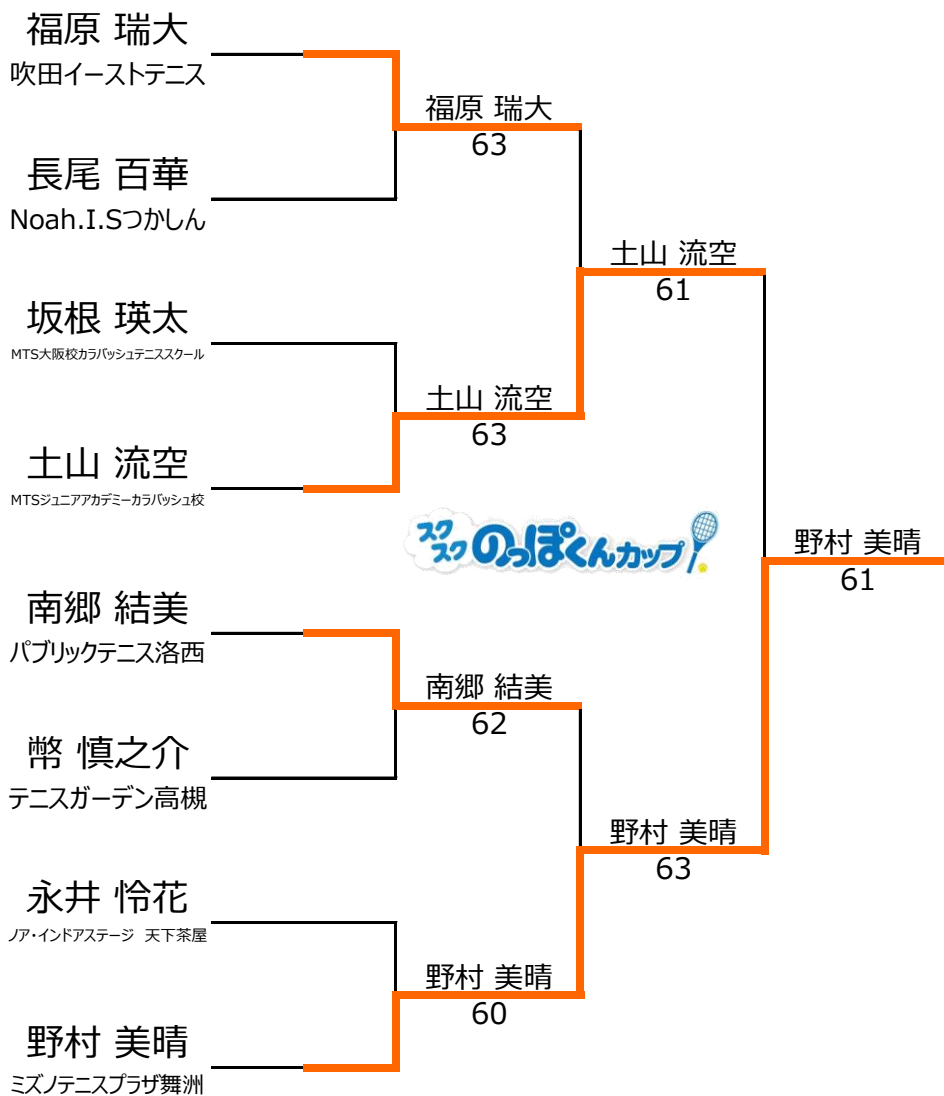 福原 瑞大
吹田イーストテニス
福原 瑞大
63
長尾 百華
Noah.I.Sつかしん
土山 流空
61
坂根 瑛太
MTS大阪校カラバッシュテニススクール
土山 流空
63
土山 流空
MTSジュニアアカデミーカラバッシュ校
スクスク のっぽくんカップ
野村 美晴
61
南郷 結美
パブリックテニス洛西
南郷 結美
62
幣 慎之介
テニスガーデン高槻
野村 美晴
63
永井 怜花
ノア・インドアステージ 天下茶屋
野村 美晴
60
野村 美晴
ミズノテニスプラザ舞洲